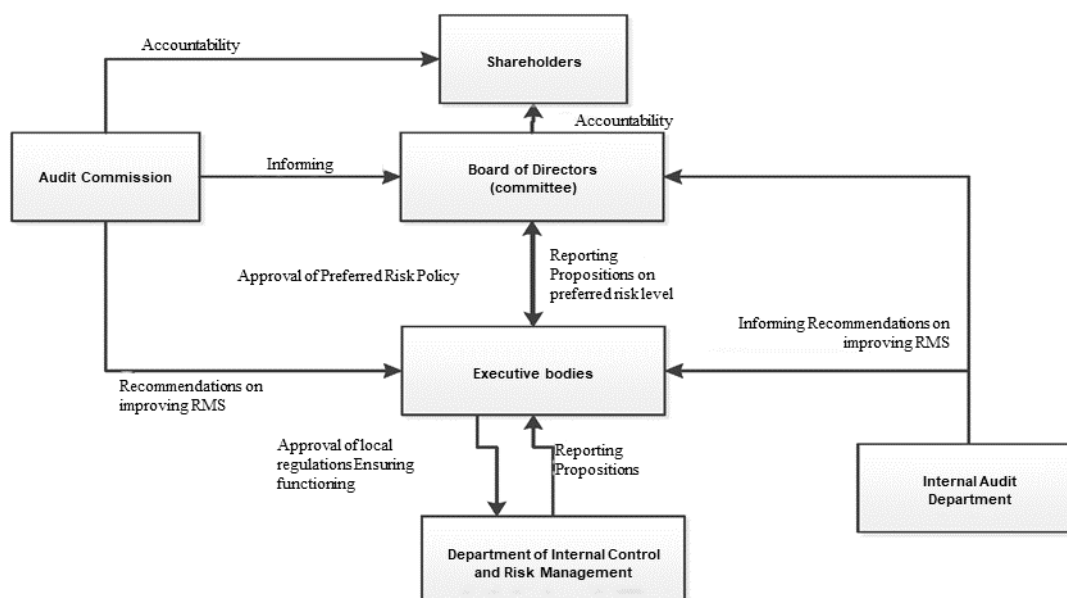 Accountability
Shareholders
Accountability
Audit Commission
Informing
Board of Directors
(committee)
Approval of Preferred Risk Policy
Reporting
Propositions on
preferred risk level
Informing Recommendations on
improving RMS
Executive bodies
Recommendations on
improving RMS
Approval of local
regulations Ensuring
functioning
Reporting
Propositions
Internal Audit
Department
Department of Internal Control
and Risk Management